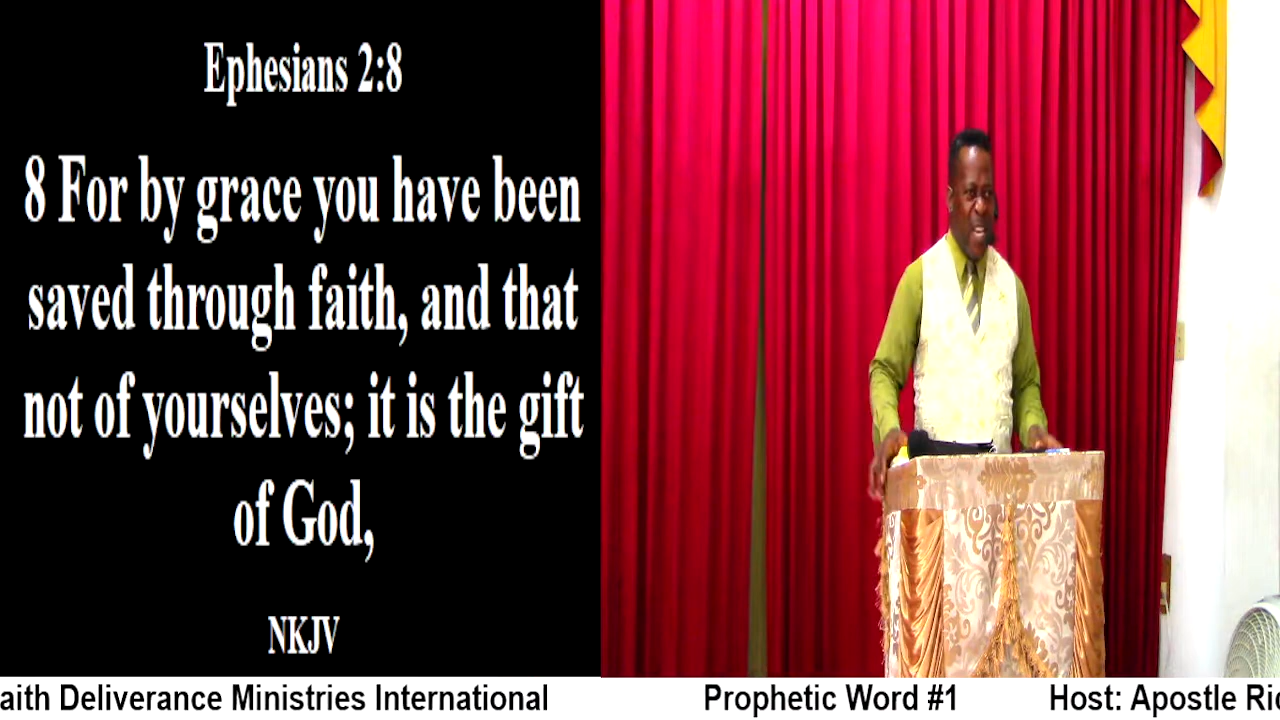 Ephesians 2:8
8 For by grace you have been
saved through faith, and that
not of yourselves; it is the gift
of God,
NKJV
aith Deliverance Ministries International Prophetic Word #1 Host: Apostle